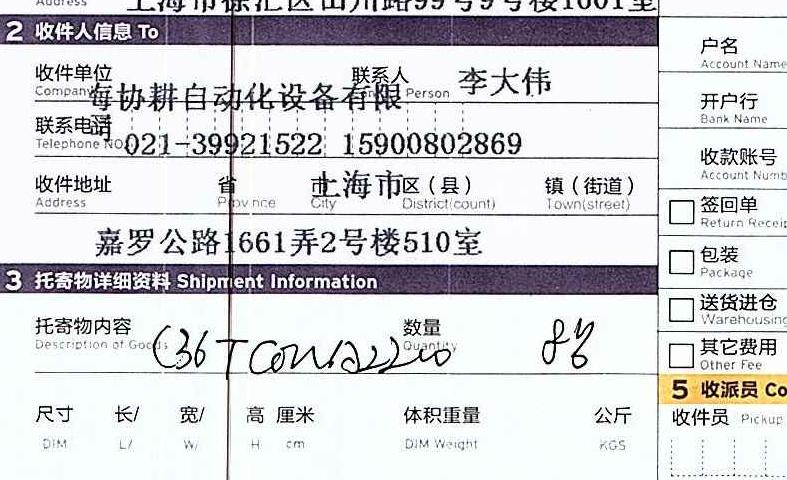 Address 上海市徐汇区田州路99号9号楼1601室
2 收件人信息 To
户名
Account Name
收件单位 联系人 李大伟
Company Person
海协耕自动化设备有限
开户行
Bank Name
联系电话
Telephone NO. 021-39921522 15900802869
收款账号
收件地址 省 市 上海市 区（县） 镇（街道）
Address Province City District(count) Town(street)
签回单
Return Receip
嘉罗公路1661弄2号楼510室
包装
Package
3 托寄物详细资料 Shipment Information
送货进仓
Warehousing
托寄物内容 数量
Description of Goods Quantity
其它费用
Other Fee
5 收派员 Co
尺寸 长/ 宽/ 高 厘米 体积重量 公斤
DIM L/ W/ H cm DIM Weight KGS
收件员 Pickup